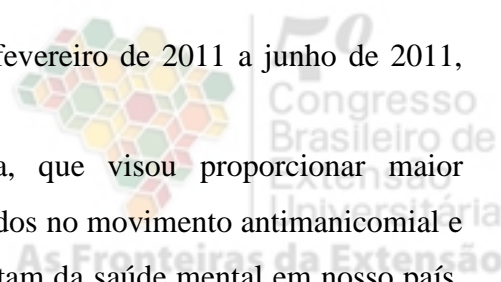 fevereiro de 2011 a junho de 2011,
5º
Congresso
Brasileiro de
a, que visou proporcionar maior
Extensão
Universitária
dos no movimento antimanicomial e
As Fronteiras da Extensão
tam da saúde mental em nosso país.